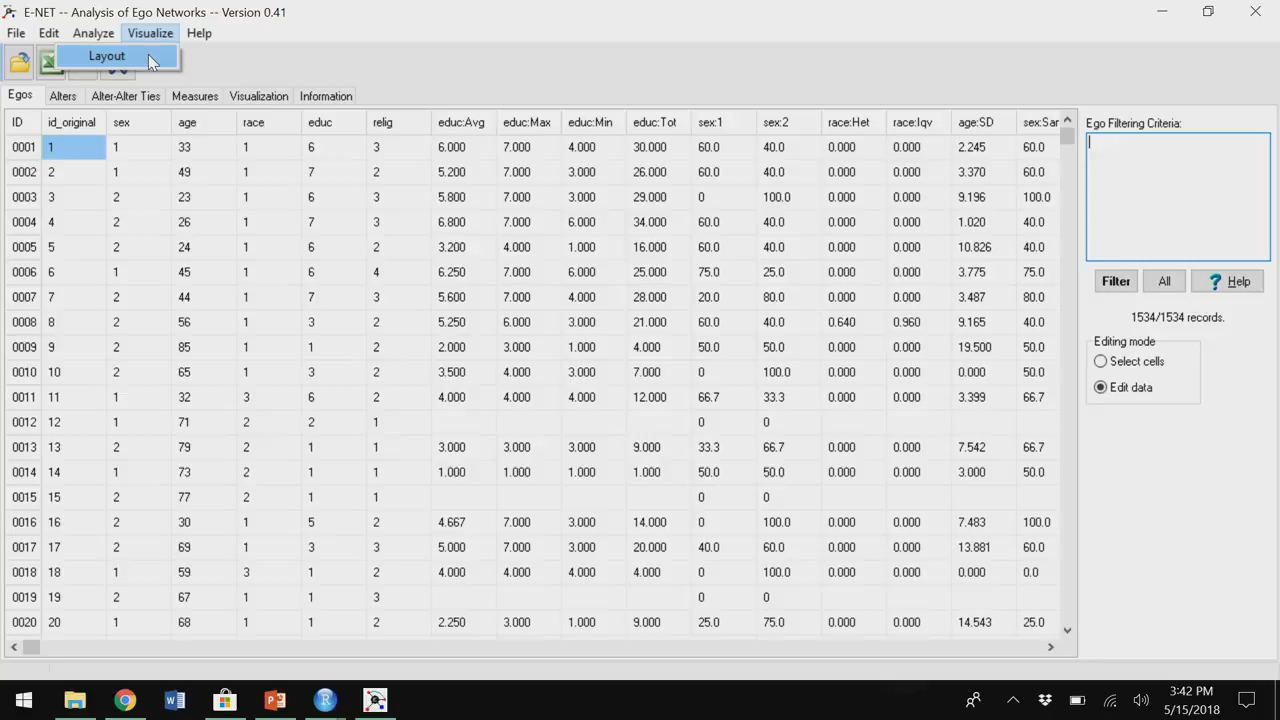 E-NET -- Analysis of Ego Networks -- Version 0.41
File Edit Analyze Visualize Help
Layout
Egos Alters Alter-Alter Ties Measures Visualization Information
ID id_original sex age race educ relig educ:Avg educ:Max educ:Min educ:Tot sex:1 sex:2 race:Het race:Iqv age:SD sex:Sar
0001 1 1 33 1 6 3 6.000 7.000 4.000 30.000 60.0 40.0 0.000 0.000 2.245 60.0
0002 2 1 49 1 7 2 5.200 7.000 3.000 26.000 60.0 40.0 0.000 0.000 3.370 60.0
0003 3 2 23 1 6 3 5.800 7.000 3.000 29.000 0 100.0 0.000 0.000 9.196 100.0
0004 4 2 26 1 7 3 6.800 7.000 6.000 34.000 60.0 40.0 0.000 0.000 1.020 40.0
0005 5 2 24 1 6 2 3.200 4.000 1.000 16.000 60.0 40.0 0.000 0.000 10.826 40.0
0006 6 1 45 1 6 4 6.250 7.000 6.000 25.000 75.0 25.0 0.000 0.000 3.775 75.0
0007 7 2 44 1 7 3 5.600 7.000 4.000 28.000 20.0 80.0 0.000 0.000 3.487 80.0
0008 8 2 56 1 3 2 5.250 6.000 3.000 21.000 60.0 40.0 0.640 0.960 9.165 40.0
0009 9 2 85 1 1 2 2.000 3.000 1.000 4.000 50.0 50.0 0.000 0.000 19.500 50.0
0010 10 2 65 1 3 2 3.500 4.000 3.000 7.000 0 100.0 0.000 0.000 0.000 50.0
0011 11 1 32 3 6 2 4.000 4.000 4.000 12.000 66.7 33.3 0.000 0.000 3.399 66.7
0012 12 1 71 2 2 1 0 0
0013 13 2 79 2 1 1 3.000 3.000 3.000 9.000 33.3 66.7 0.000 0.000 7.542 66.7
0014 14 1 73 2 1 1 1.000 1.000 1.000 1.000 50.0 50.0 0.000 0.000 3.000 50.0
0015 15 2 77 2 1 1 0 0
0016 16 2 30 1 5 2 4.667 7.000 3.000 14.000 0 100.0 0.000 0.000 7.483 100.0
0017 17 2 69 1 3 3 5.000 7.000 3.000 20.000 40.0 60.0 0.000 0.000 13.881 60.0
0018 18 1 59 3 1 2 4.000 4.000 4.000 4.000 0 100.0 0.000 0.000 0.000 0.0
0019 19 2 67 1 1 3 0 0
0020 20 1 68 1 1 2 2.250 3.000 1.000 9.000 25.0 75.0 0.000 0.000 14.543 25.0
Ego Filtering Criteria:
Filter All ? Help
1534/1534 records.
Editing mode
Select cells
Edit data
3:42 PM
5/15/2018